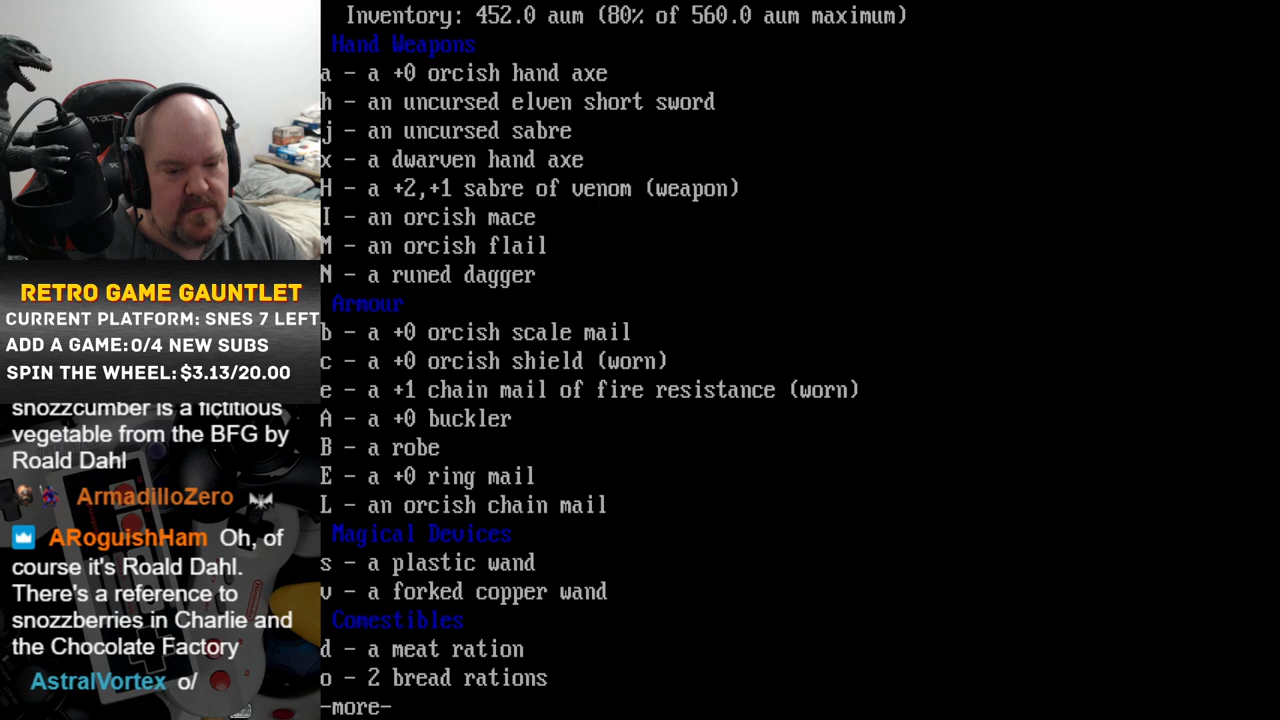 Inventory: 452.0 aum (80% of 560.0 aum maximum)
Hand Weapons
a - a +0 orcish hand axe
h - an uncursed elven short sword
j - an uncursed sabre
x - a dwarven hand axe
H - a +2,+1 sabre of venom (weapon)
I - an orcish mace
M - an orcish flail
N - a runed dagger
Armour
b - a +0 orcish scale mail
c - a +0 orcish shield (worn)
e - a +1 chain mail of fire resistance (worn)
A - a +0 buckler
B - a robe
E - a +0 ring mail
L - an orcish chain mail
Magical Devices
s - a plastic wand
v - a forked copper wand
Comestibles
d - a meat ration
o - 2 bread rations
-more-
RETRO GAME GAUNTLET
CURRENT PLATFORM: SNES 7 LEFT
ADD A GAME: 0/4 NEW SUBS
SPIN THE WHEEL: $3.13/20.00
snozzcumber is a fictitious
vegetable from the BFG by
Roald Dahl
ArmadilloZero
ARoguishHam Oh, of
course it's Roald Dahl.
There's a reference to
snozzberries in Charlie and
the Chocolate Factory
AstralVortex o/